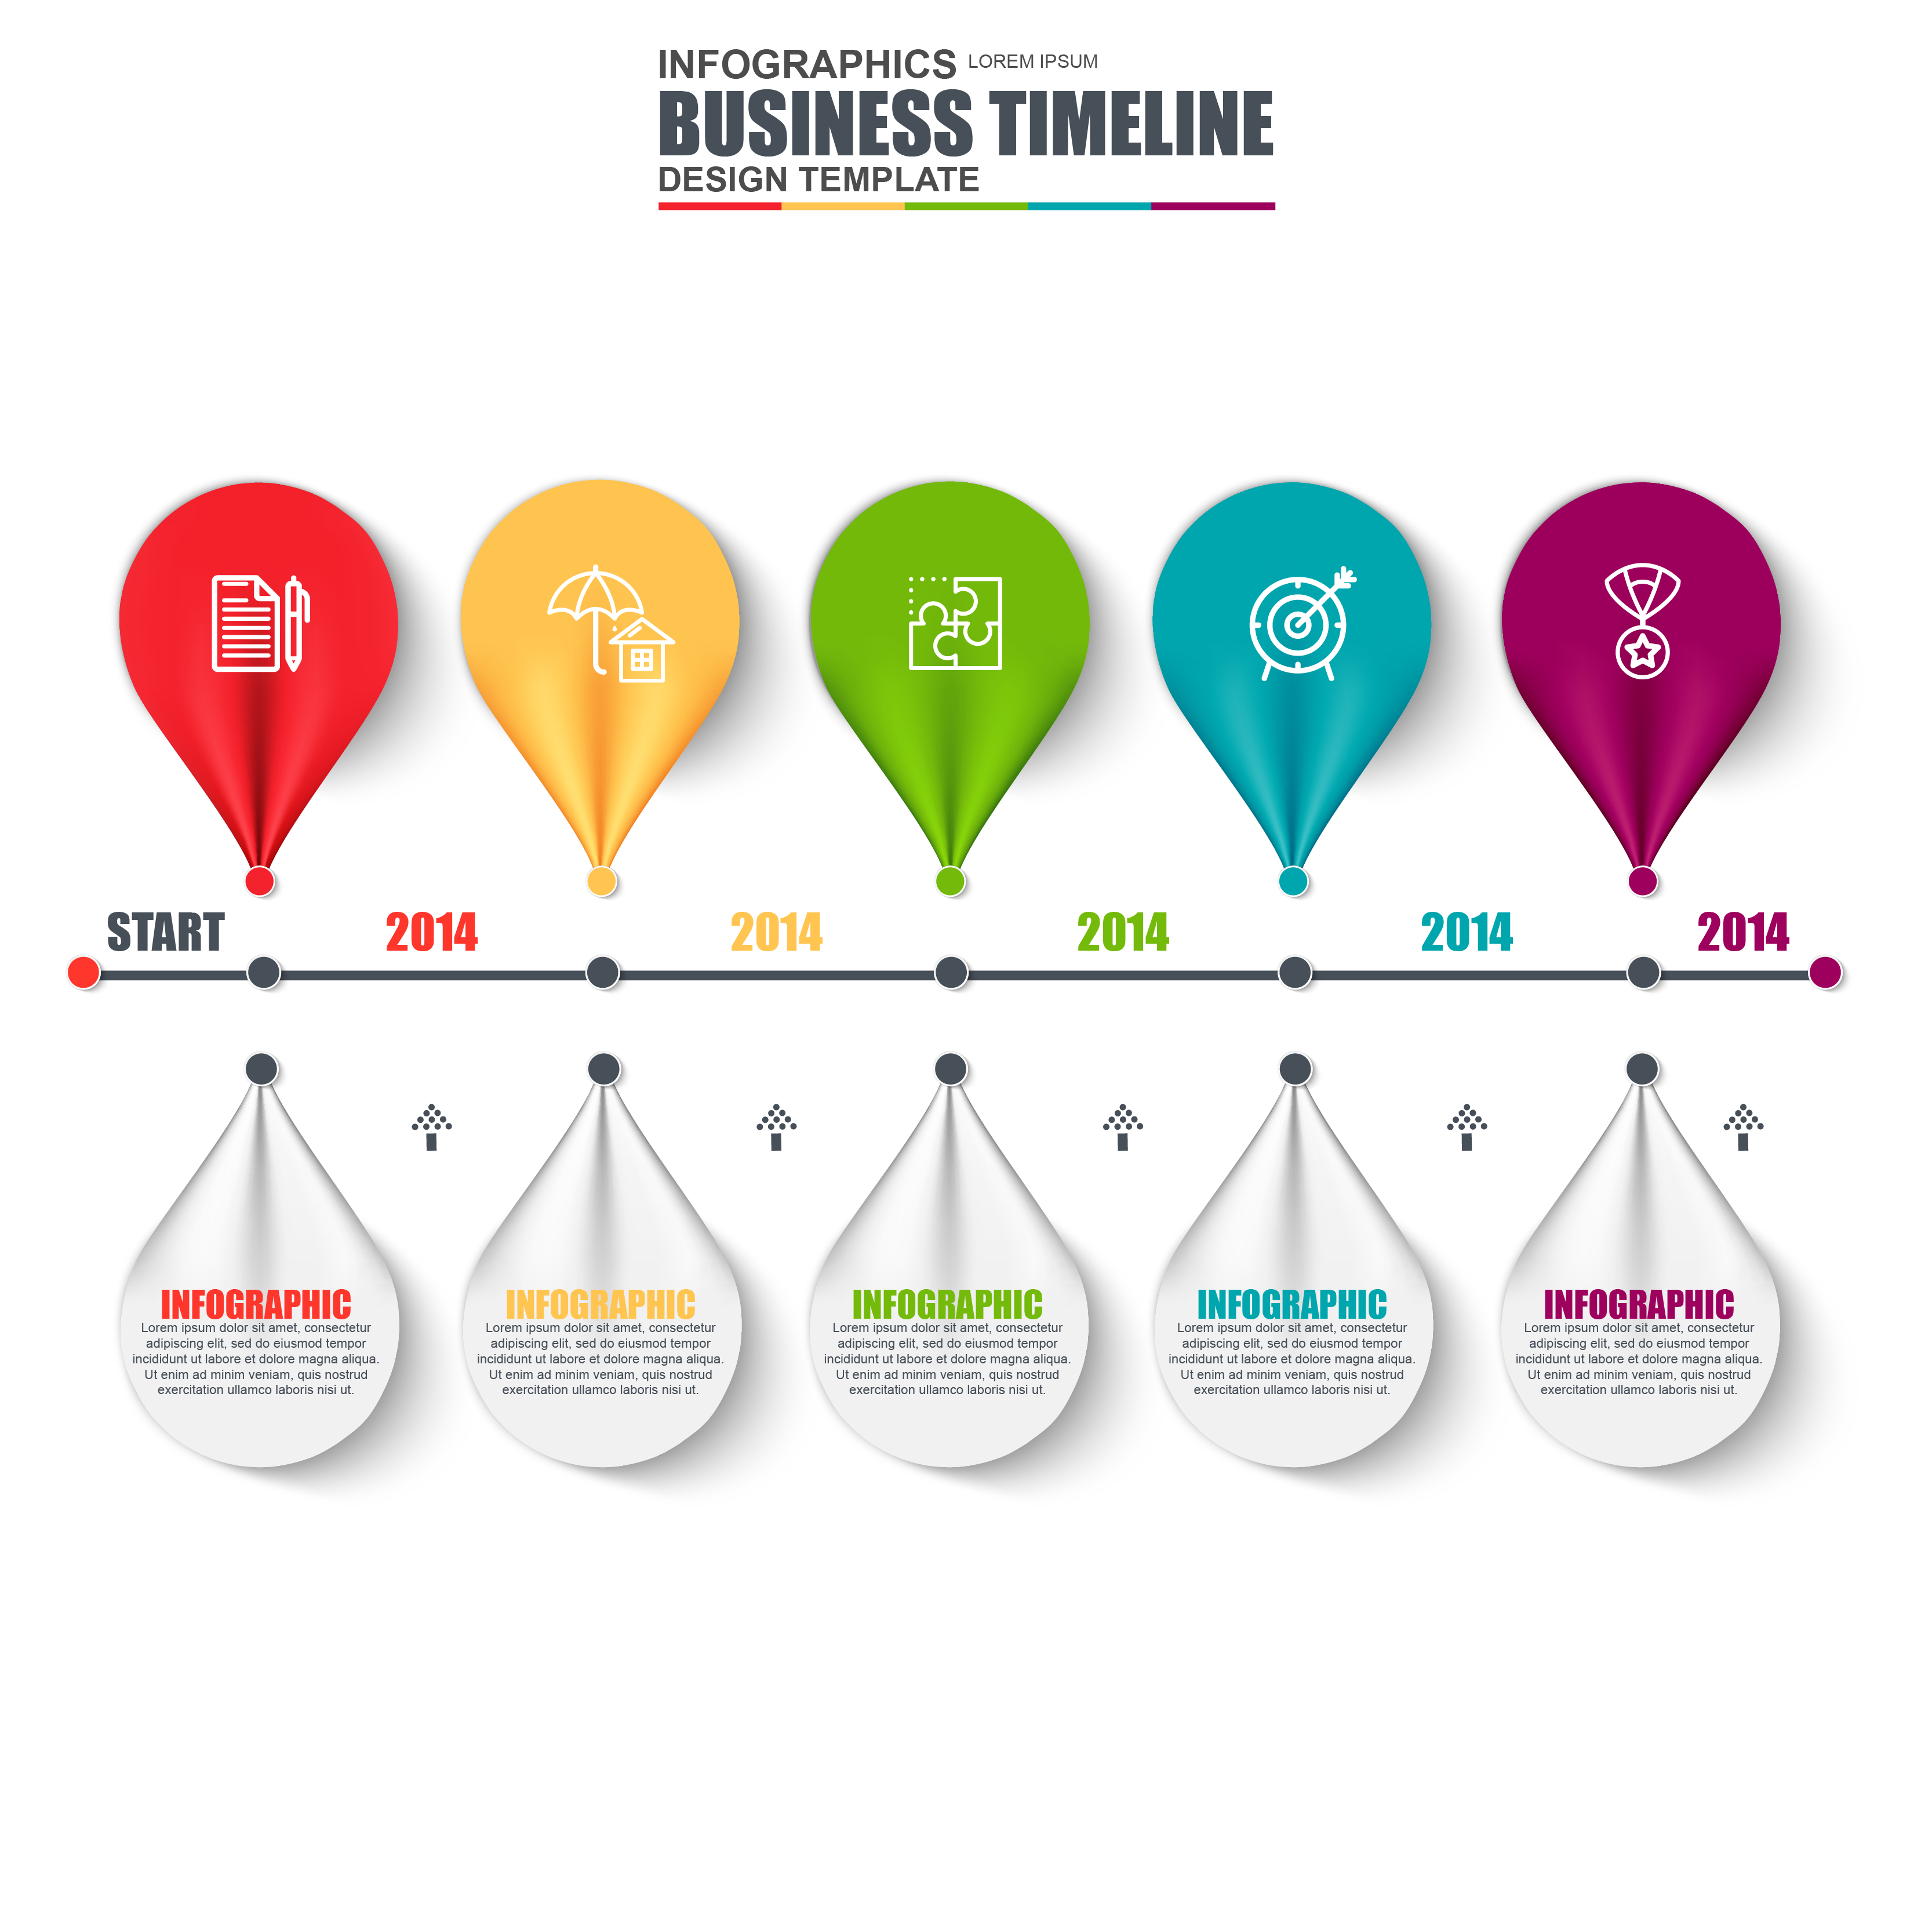 INFOGRAPHICS LOREM IPSUM
BUSINESS TIMELINE
DESIGN TEMPLATE
START 2014 2014 2014 2014 2014
INFOGRAPHIC
Lorem ipsum dolor sit amet, consectetur
adipiscing elit, sed do eiusmod tempor
incididunt ut labore et dolore magna aliqua.
Ut enim ad minim veniam, quis nostrud
exercitation ullamco laboris nisi ut.
INFOGRAPHIC
Lorem ipsum dolor sit amet, consectetur
adipiscing elit, sed do eiusmod tempor
incididunt ut labore et dolore magna aliqua.
Ut enim ad minim veniam, quis nostrud
exercitation ullamco laboris nisi ut.
INFOGRAPHIC
Lorem ipsum dolor sit amet, consectetur
adipiscing elit, sed do eiusmod tempor
incididunt ut labore et dolore magna aliqua.
Ut enim ad minim veniam, quis nostrud
exercitation ullamco laboris nisi ut.
INFOGRAPHIC
Lorem ipsum dolor sit amet, consectetur
adipiscing elit, sed do eiusmod tempor
incididunt ut labore et dolore magna aliqua.
Ut enim ad minim veniam, quis nostrud
exercitation ullamco laboris nisi ut.
INFOGRAPHIC
Lorem ipsum dolor sit amet, consectetur
adipiscing elit, sed do eiusmod tempor
incididunt ut labore et dolore magna aliqua.
Ut enim ad minim veniam, quis nostrud
exercitation ullamco laboris nisi ut.